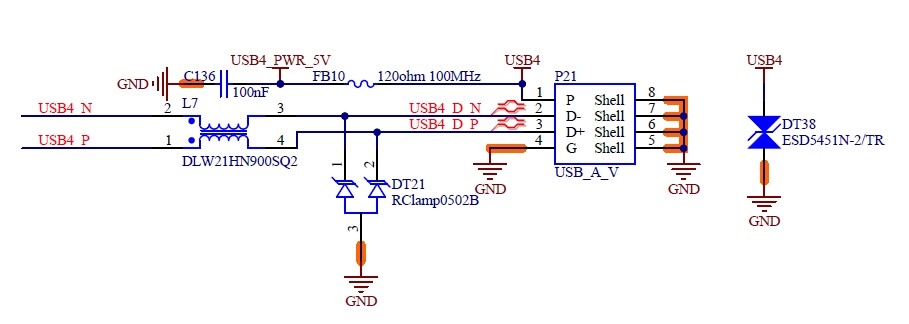 USB4_PWR_5V
USB4
USB4
GND
C136
100nF
FB10
120ohm 100MHz
P21
USB4_N
2
L7
3
USB4_D_N
1
P
Shell
8
2
D-
Shell
7
USB4_P
1
4
USB4_D_P
3
D+
Shell
6
4
G
Shell
5
DLW21HN900SQ2
USB_A_V
DT38
ESD5451N-2/TR
1
2
DT21
RClamp0502B
3
GND
GND
GND
GND